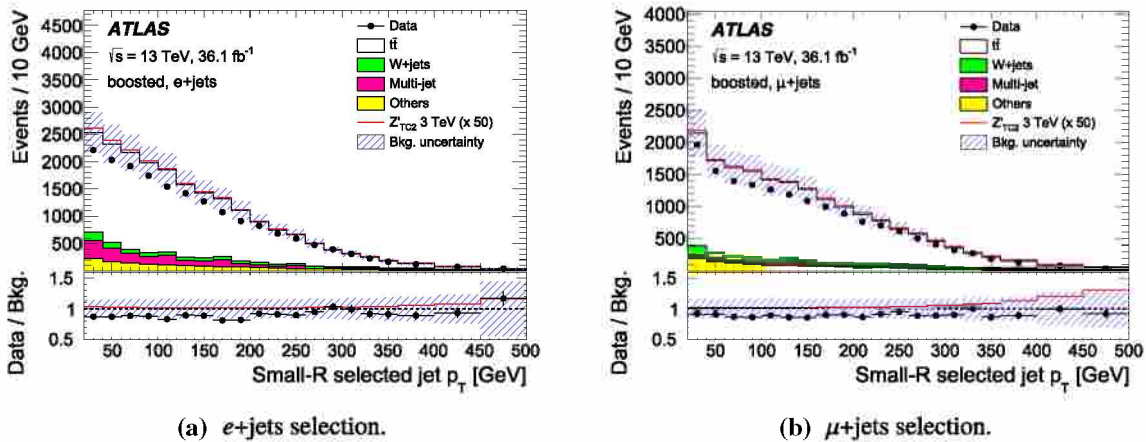 ATLAS
√s = 13 TeV, 36.1 fb⁻¹
boosted, e+jets
Data
tt̄
W+jets
Multi-jet
Others
Z'TC2 3 TeV (x 50)
Bkg. uncertainty
Events / 10 GeV
4500
4000
3500
3000
2500
2000
1500
1000
500
Data / Bkg.
1.5
1
0.5
50 100 150 200 250 300 350 400 450 500
Small-R selected jet pT [GeV]
(a) e+jets selection.
ATLAS
√s = 13 TeV, 36.1 fb⁻¹
boosted, μ+jets
Data
tt̄
W+jets
Multi-jet
Others
Z'TC2 3 TeV (x 50)
Bkg. uncertainty
Events / 10 GeV
4000
3500
3000
2500
2000
1500
1000
500
Data / Bkg.
1.5
1
0.5
50 100 150 200 250 300 350 400 450 500
Small-R selected jet pT [GeV]
(b) μ+jets selection.